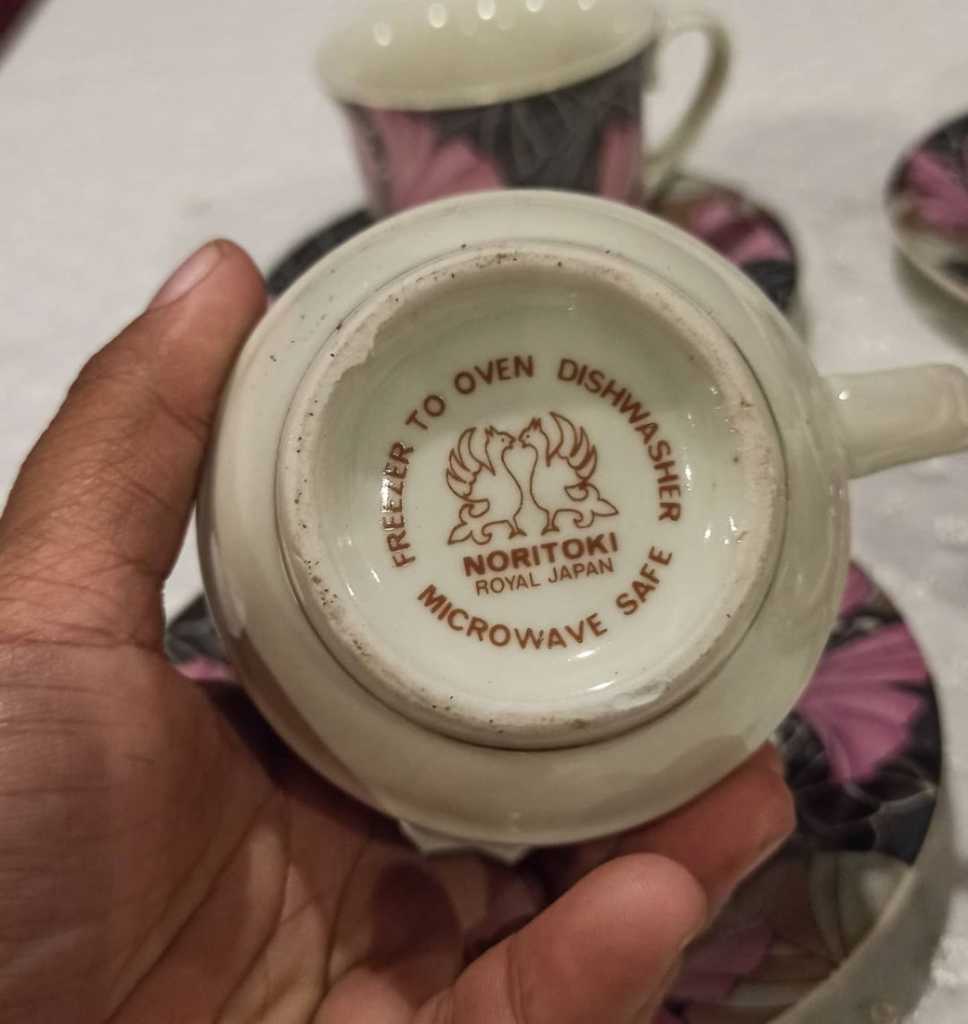 FREEZER TO OVEN DISHWASHER
NORITOKI
ROYAL JAPAN
MICROWAVE SAFE